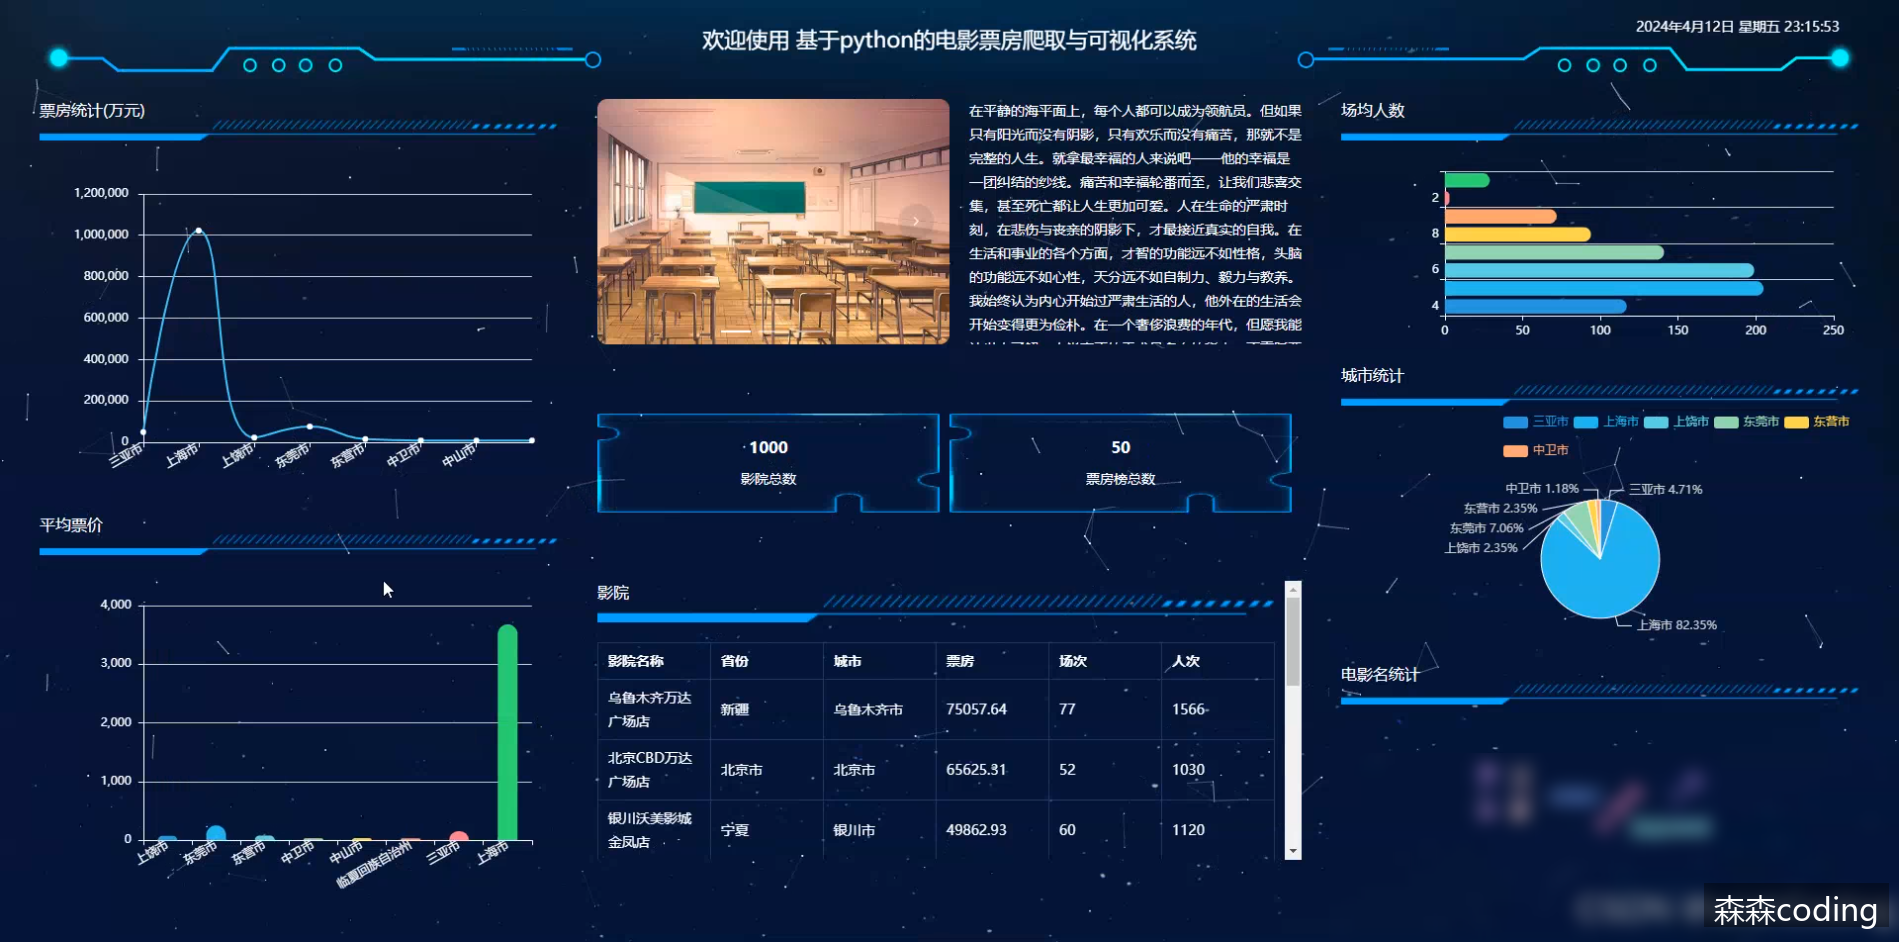 欢迎使用 基于python的电影票房爬取与可视化系统
2024年4月12日 星期五 23:15:53
票房统计(万元)
1,200,000
1,000,000
800,000
600,000
400,000
200,000
0
三亚市
上海市
上饶市
东莞市
东营市
中卫市
中山市
平均票价
4,000
3,000
2,000
1,000
0
上饶市
东莞市
东营市
中卫市
中山市
临夏回族自治州
三亚市
上海市
在平静的海平面上，每个人都可以成为领航员。但如果
只有阳光而没有阴影，只有欢乐而没有痛苦，那就不是
完整的人生。就拿最幸福的人来说吧——他的幸福是
一团纠结的纱线。痛苦和幸福轮番而至，让我们悲喜交
集，甚至死亡都让人生更加可爱。人在生命的严肃时
刻，在悲伤与丧亲的阴影下，才最接近真实的自我。在
生活和事业的各个方面，才智的功能远不如性格，头脑
的功能远不如心性，天分远不如自制力、毅力与教养。
我始终认为内心开始过严肃生活的人，他外在的生活会
开始变得更为俭朴。在一个奢侈浪费的年代，但愿我能
1000
影院总数
50
票房榜总数
影院
影院名称 省份 城市 票房 场次 人次
乌鲁木齐万达广场店 新疆 乌鲁木齐市 75057.64 77 1566
北京CBD万达广场店 北京市 北京市 65625.31 52 1030
银川沃美影城金凤店 宁夏 银川市 49862.93 60 1120
场均人数
2
8
6
4
0 50 100 150 200 250
城市统计
三亚市 上海市 上饶市 东莞市 东营市
中卫市
中卫市 1.18%
三亚市 4.71%
东营市 2.35%
东莞市 7.06%
上饶市 2.35%
上海市 82.35%
电影名统计
森森coding